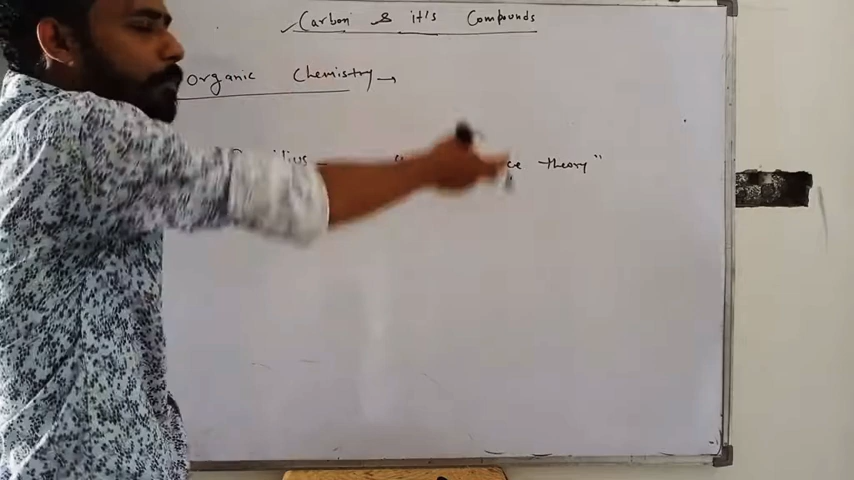 Carbon & it's Compounds
Organic Chemistry →
theory"